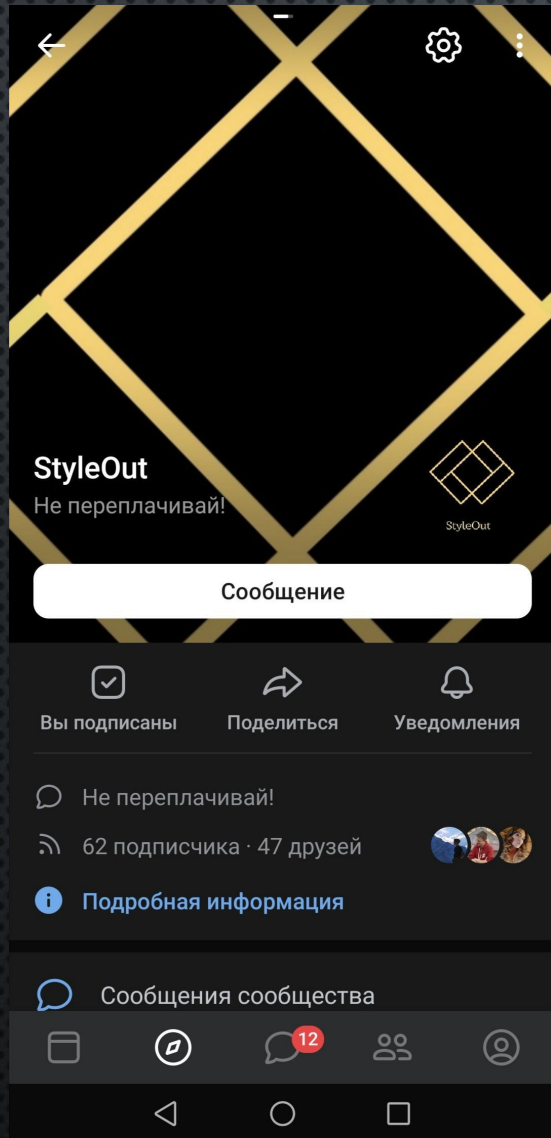 StyleOut
Не переплачивай!
StyleOut
Сообщение
Вы подписаны
Поделиться
Уведомления
Не переплачивай!
62 подписчика · 47 друзей
Подробная информация
Сообщения сообщества
12